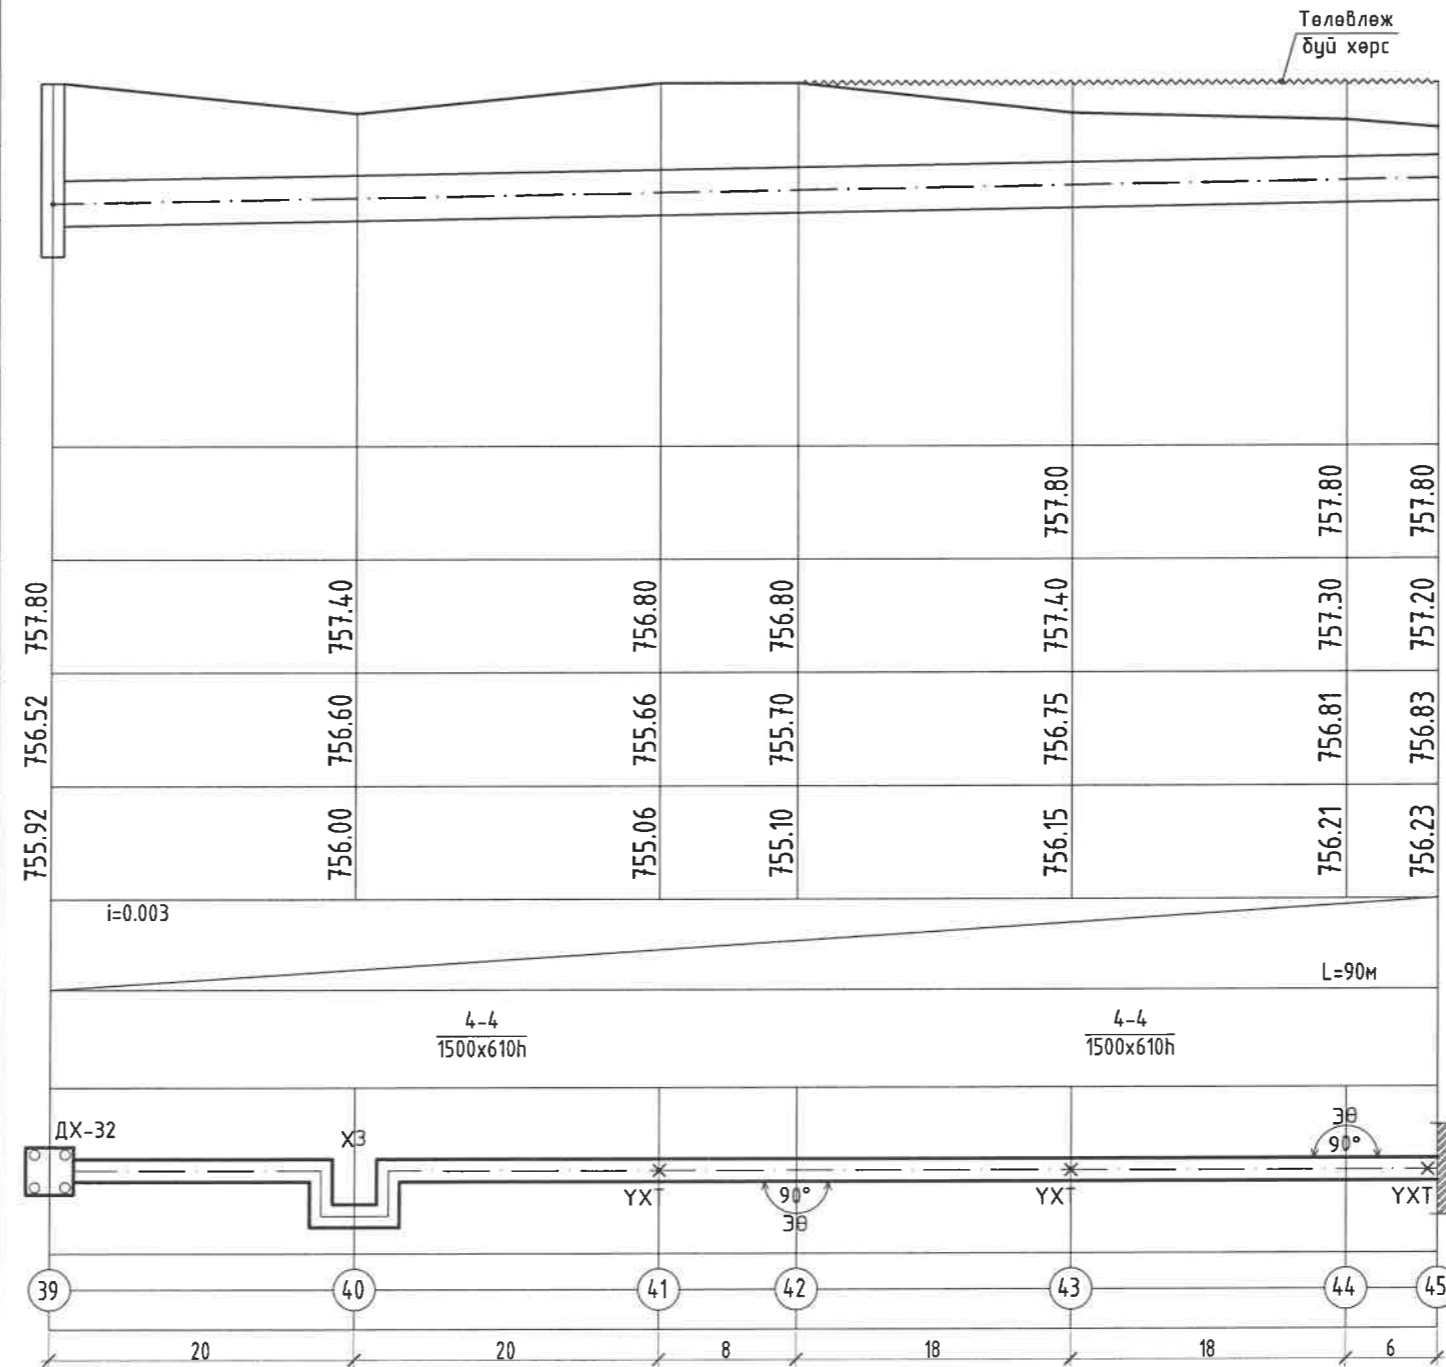 Төлөвлөж
буй хөрс
757.80 757.80 757.80
757.80 757.40 756.80 756.80 757.40 757.30 757.20
756.52 756.60 755.66 755.70 756.75 756.81 756.83
755.92 756.00 755.06 755.10 756.15 756.21 756.23
i=0.003
L=90м
4-4 4-4
1500x610h 1500x610h
ДХ-32 ХЗ ЭӨ
90°
ҮХТ 90° ҮХТ ҮХТ
ЭӨ
39 40 41 42 43 44 45
20 20 8 18 18 6